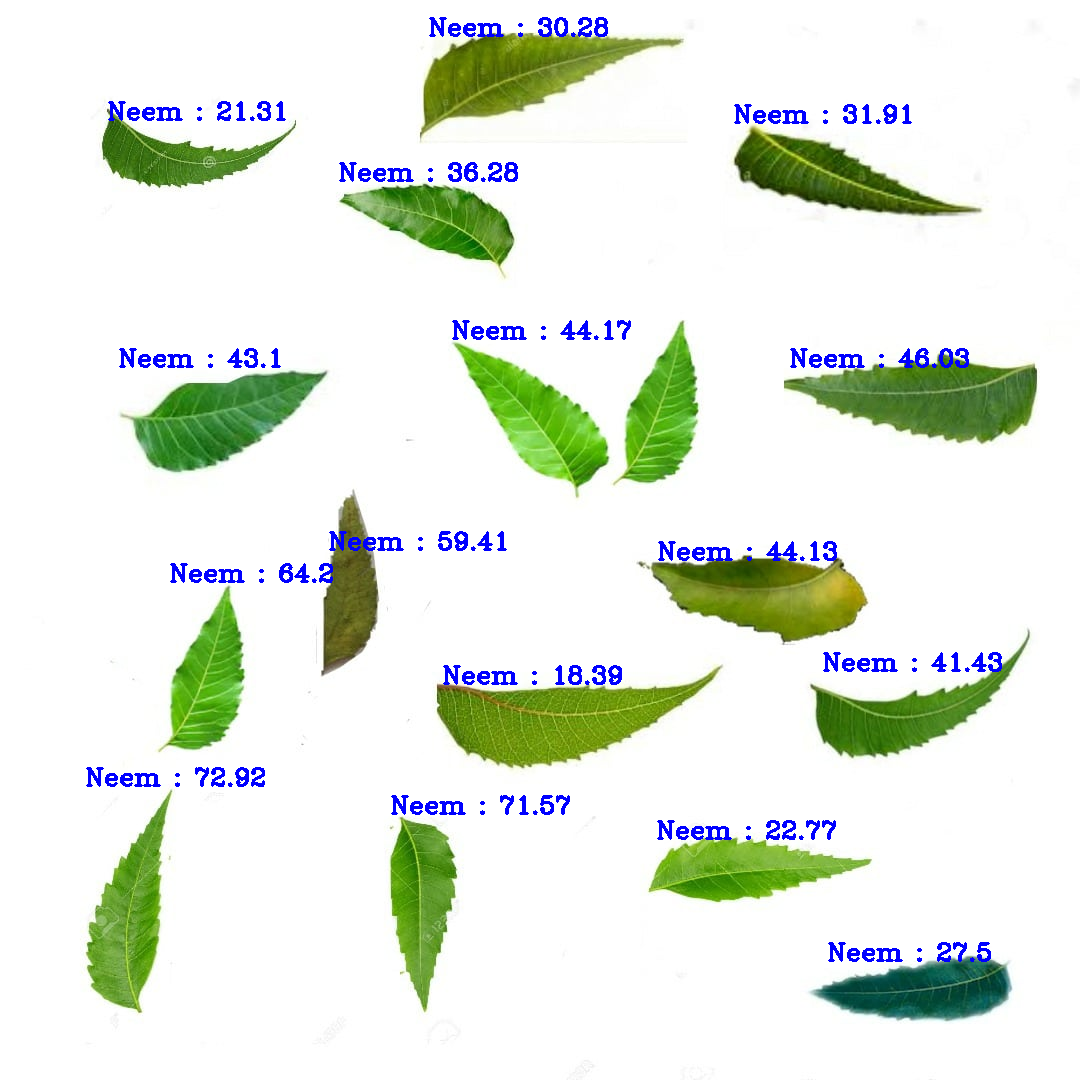 Neem : 30.28
Neem : 21.31
Neem : 31.91
Neem : 36.28
Neem : 44.17
Neem : 43.1
Neem : 46.03
Neem : 59.41
Neem : 44.13
Neem : 64.2
Neem : 41.43
Neem : 18.39
Neem : 72.92
Neem : 71.57
Neem : 22.77
Neem : 27.5